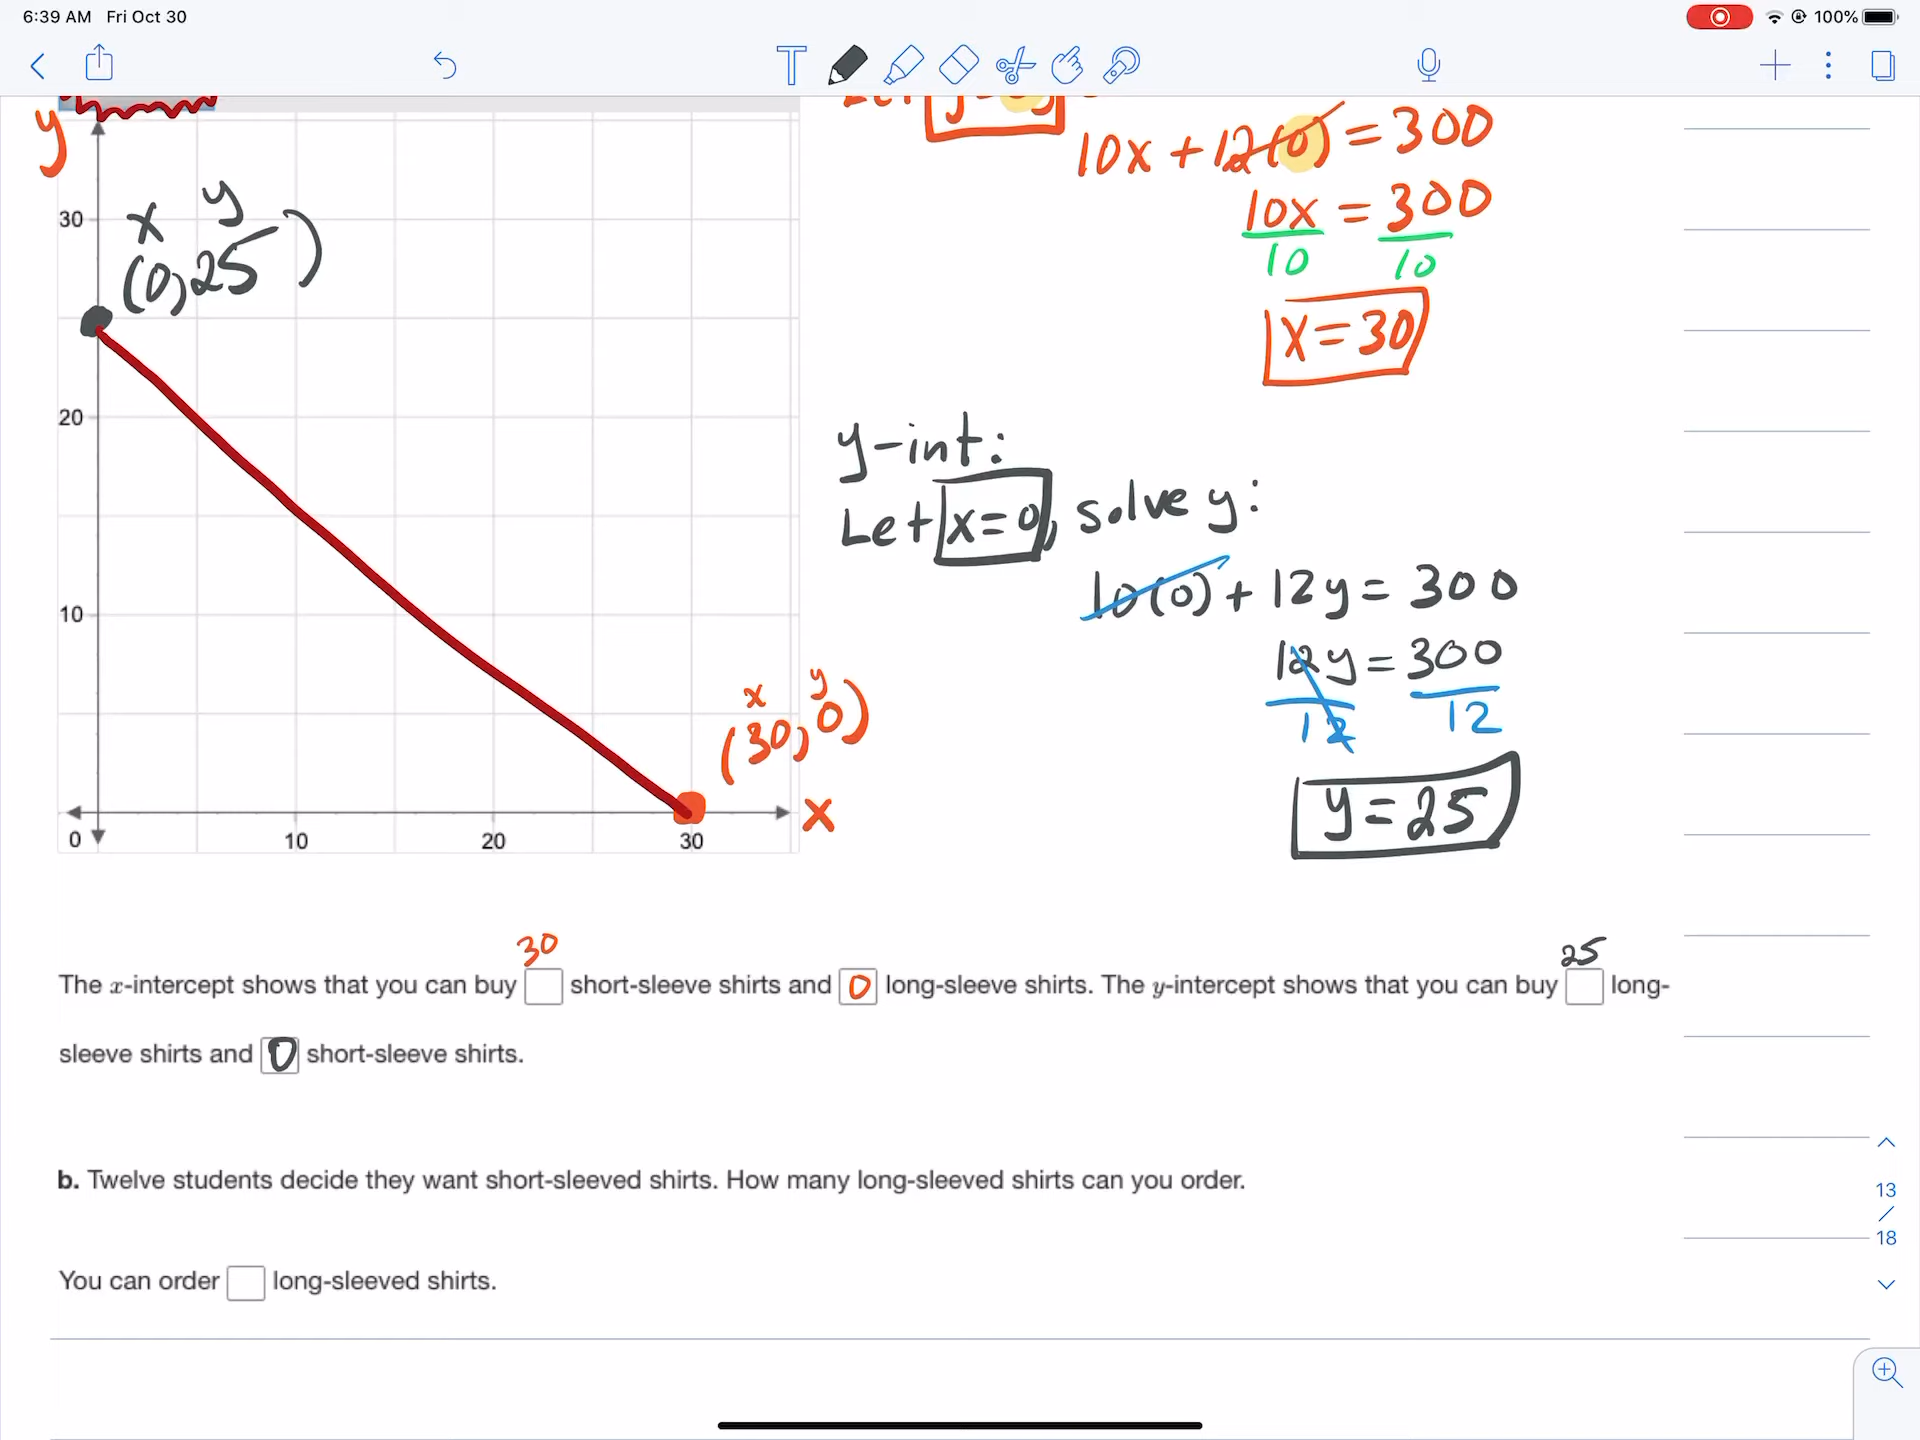 6:39 AM Fri Oct 30
100%
y
10x + 12(0) = 300
10x = 300
10 10
x = 30
30
x y
(0,25)
20
10
x y
(30,0)
x
0 10 20 30
y-int:
Let x=0, solve y:
10(0) + 12y = 300
12y = 300
12 12
y = 25
30
25
The x-intercept shows that you can buy short-sleeve shirts and 0 long-sleeve shirts. The y-intercept shows that you can buy long-
sleeve shirts and 0 short-sleeve shirts.
b. Twelve students decide they want short-sleeved shirts. How many long-sleeved shirts can you order.
You can order long-sleeved shirts.
13
/
18